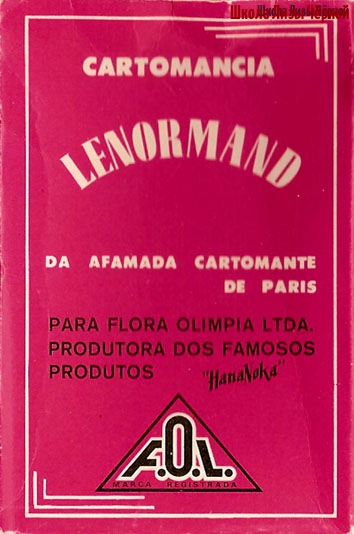 CARTOMANCIA
LENORMAND
DA AFAMADA CARTOMANTE
DE PARIS
PARA FLORA OLIMPIA LTDA.
PRODUTORA DOS FAMOSOS
PRODUTOS "HanaNoka"
F.O.L.
MARCA REGISTRADA